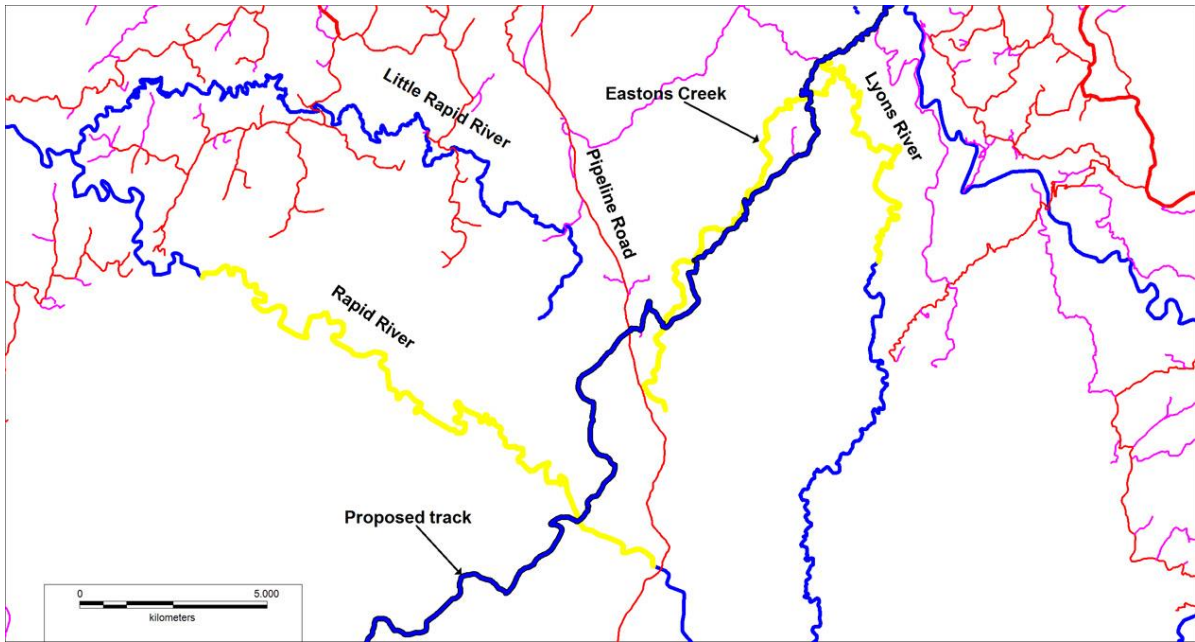 Little Rapid River
Eastons Creek
Lyons River
Pipeline Road
Rapid River
Proposed track
0 5.000
kilometers